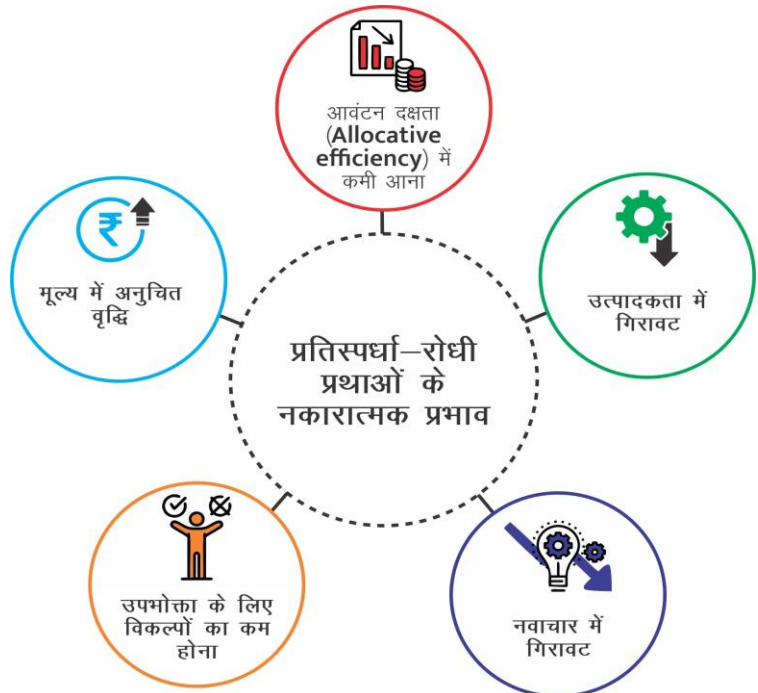 आवंटन दक्षता
(Allocative
efficiency) में
कमी आना
₹
मूल्य में अनुचित
वृद्धि
उत्पादकता में
गिरावट
प्रतिस्पर्धा–रोधी
प्रथाओं के
नकारात्मक प्रभाव
उपभोक्ता के लिए
विकल्पों का कम
होना
नवाचार में
गिरावट